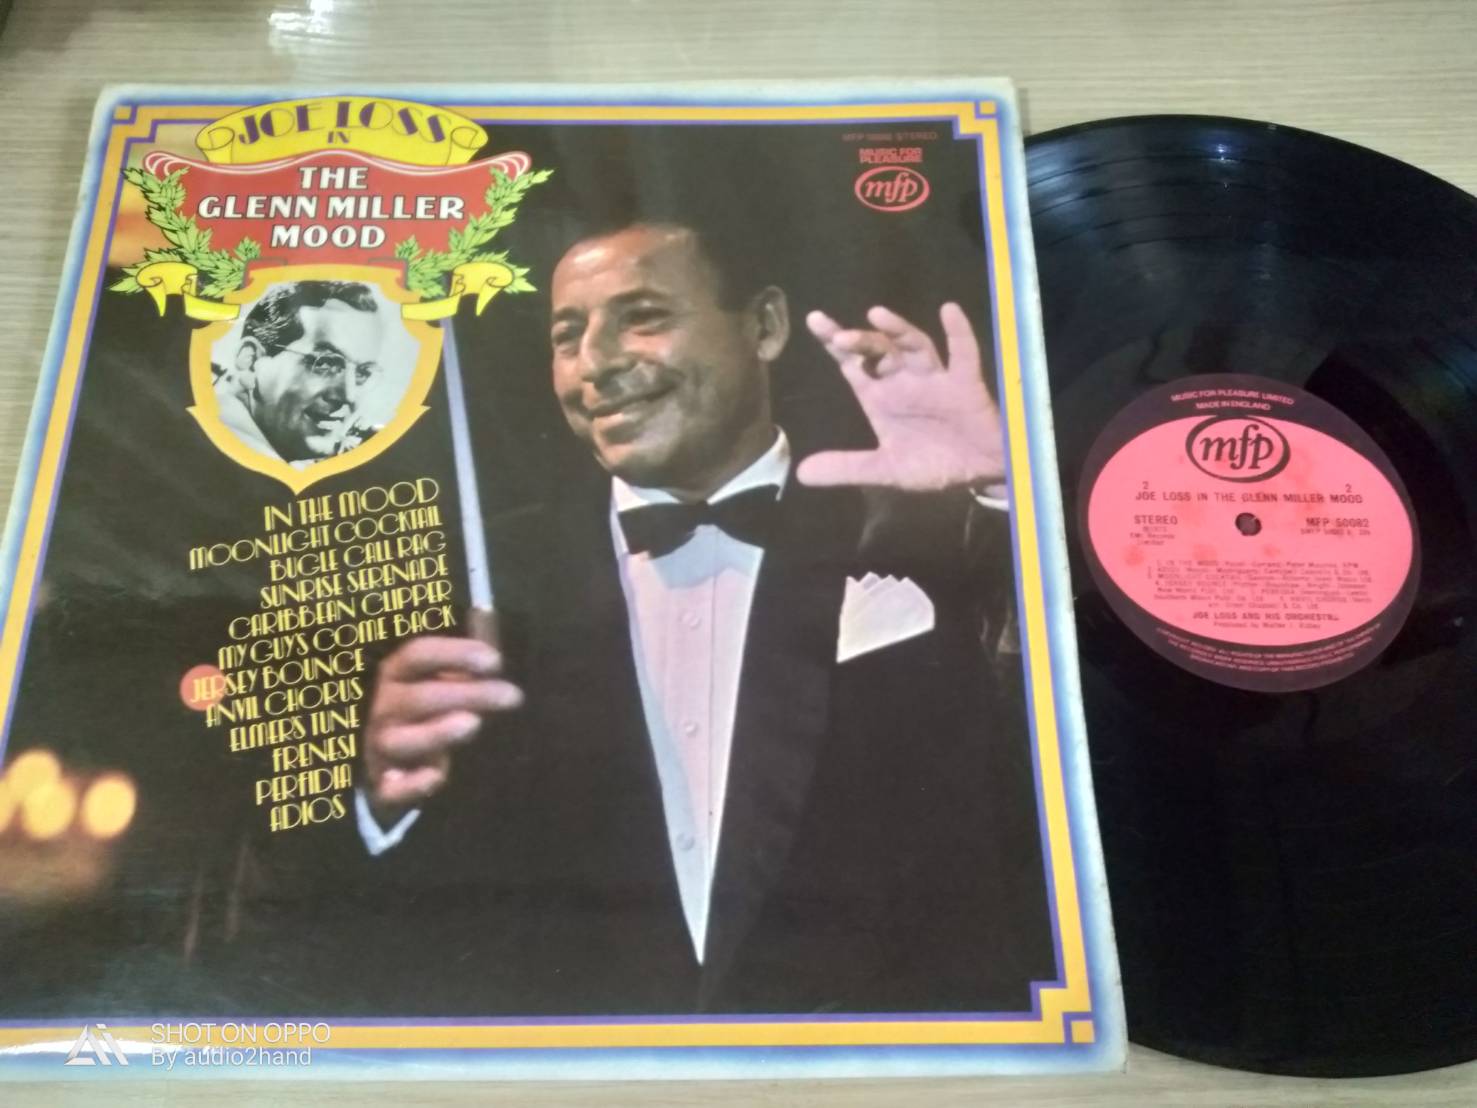 JOE LOSS
IN
THE
GLENN MILLER
MOOD
STEREO
MUSIC FOR
PLEASURE
mfp
IN THE MOOD
MOONLIGHT COCKTAIL
BUGLE CALL RAG
SUNRISE SERENADE
CARIBBEAN CLIPPER
MY GUY'S COME BACK
JERSEY BOUNCE
ANVIL CHORUS
ELMER'S TUNE
FRENESI
PERFIDIA
ADIOS
MUSIC FOR PLEASURE LIMITED
MADE IN ENGLAND
mfp
2 2
JOE LOSS IN THE GLENN MILLER MOOD
STEREO
MFP 50082
EMI Records
Limited
JOE LOSS AND HIS ORCHESTRA
SHOT ON OPPO
By audio2hand